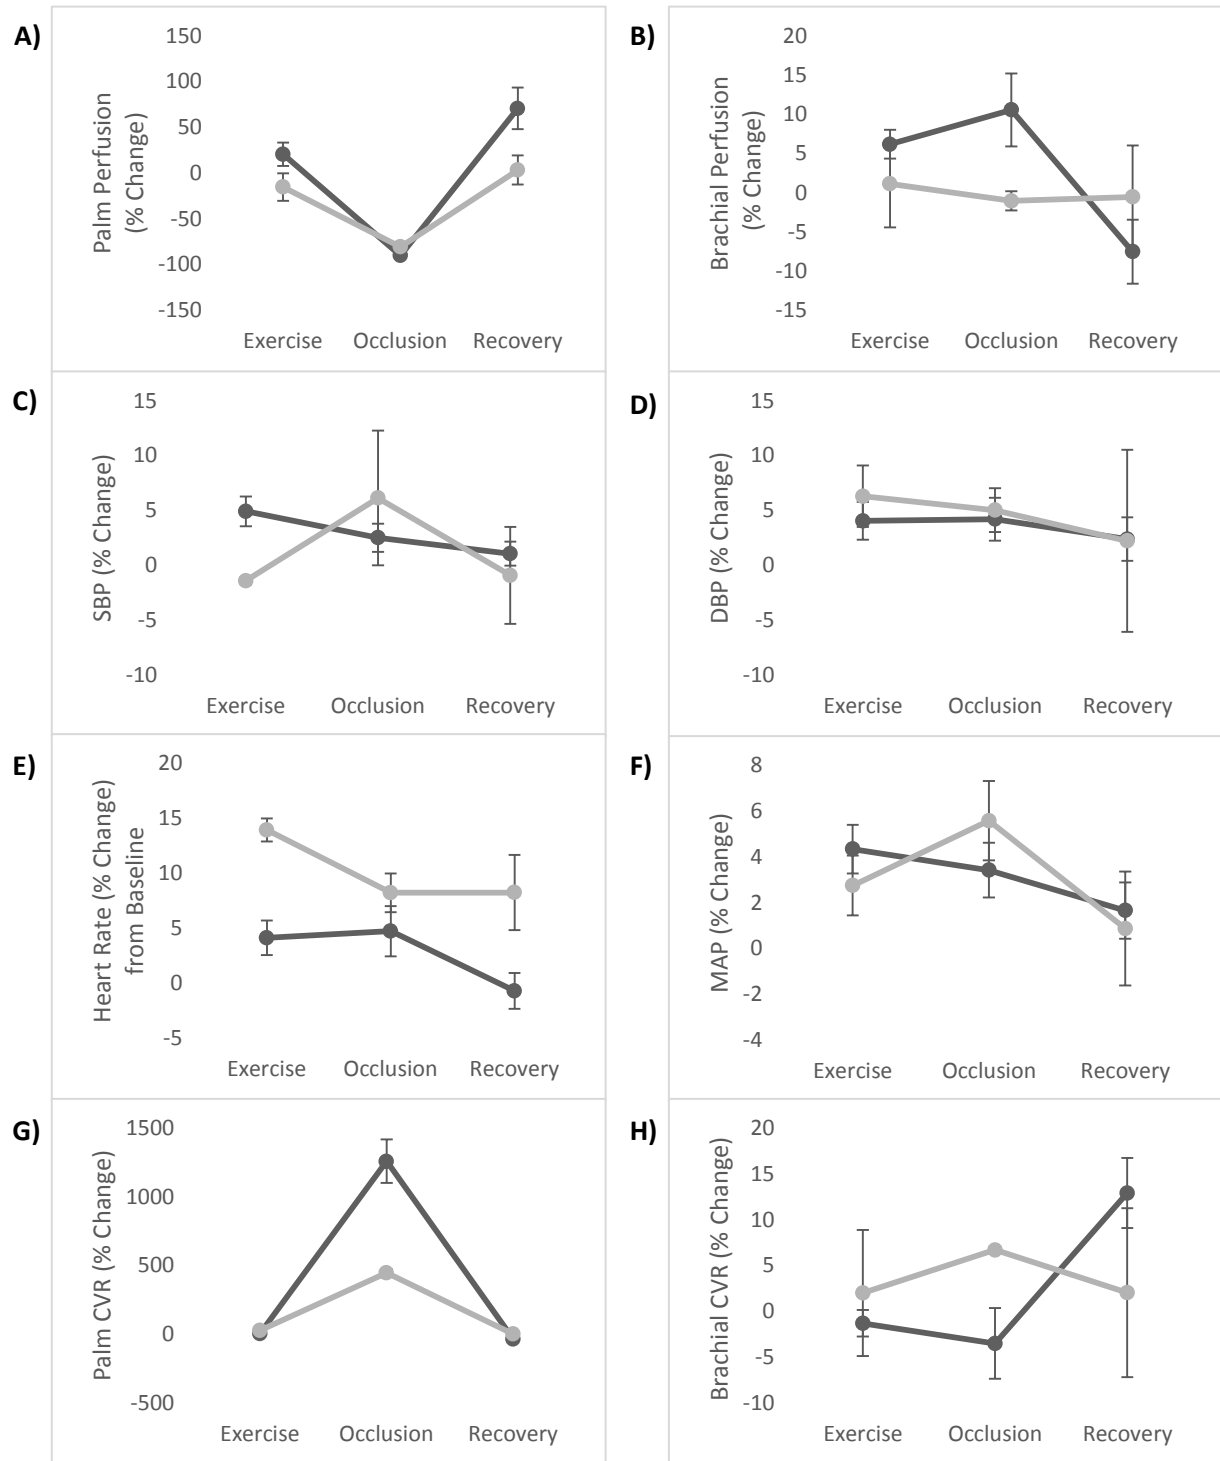 A)
Palm Perfusion
(% Change)
150
100
50
0
-50
-100
-150
Exercise Occlusion Recovery
B)
Brachial Perfusion
(% Change)
20
15
10
5
0
-5
-10
-15
Exercise Occlusion Recovery
C)
SBP (% Change)
15
10
5
0
-5
-10
Exercise Occlusion Recovery
D)
DBP (% Change)
15
10
5
0
-5
-10
Exercise Occlusion Recovery
E)
Heart Rate (% Change)
from Baseline
20
15
10
5
0
-5
Exercise Occlusion Recovery
F)
MAP (% Change)
8
6
4
2
0
-2
-4
Exercise Occlusion Recovery
G)
Palm CVR (% Change)
1500
1000
500
0
-500
Exercise Occlusion Recovery
H)
Brachial CVR (% Change)
20
15
10
5
0
-5
-10
Exercise Occlusion Recovery